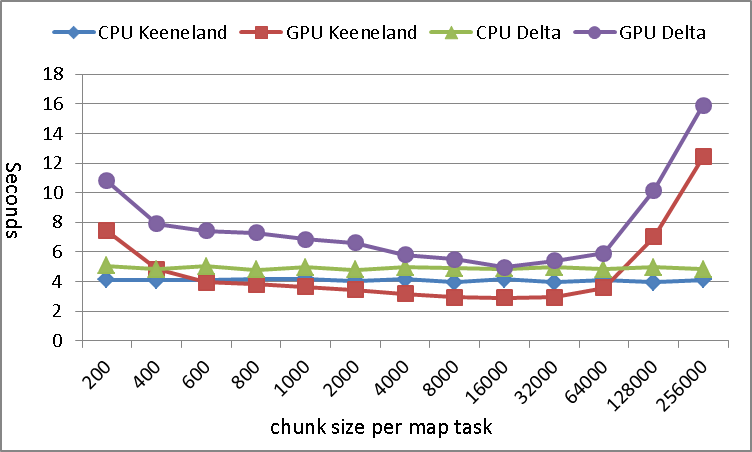 CPU Keeneland GPU Keeneland CPU Delta GPU Delta
18
16
14
12
10
8
6
4
2
0
Seconds
200 400 600 800 1000 2000 4000 8000 16000 32000 64000 128000 256000
chunk size per map task